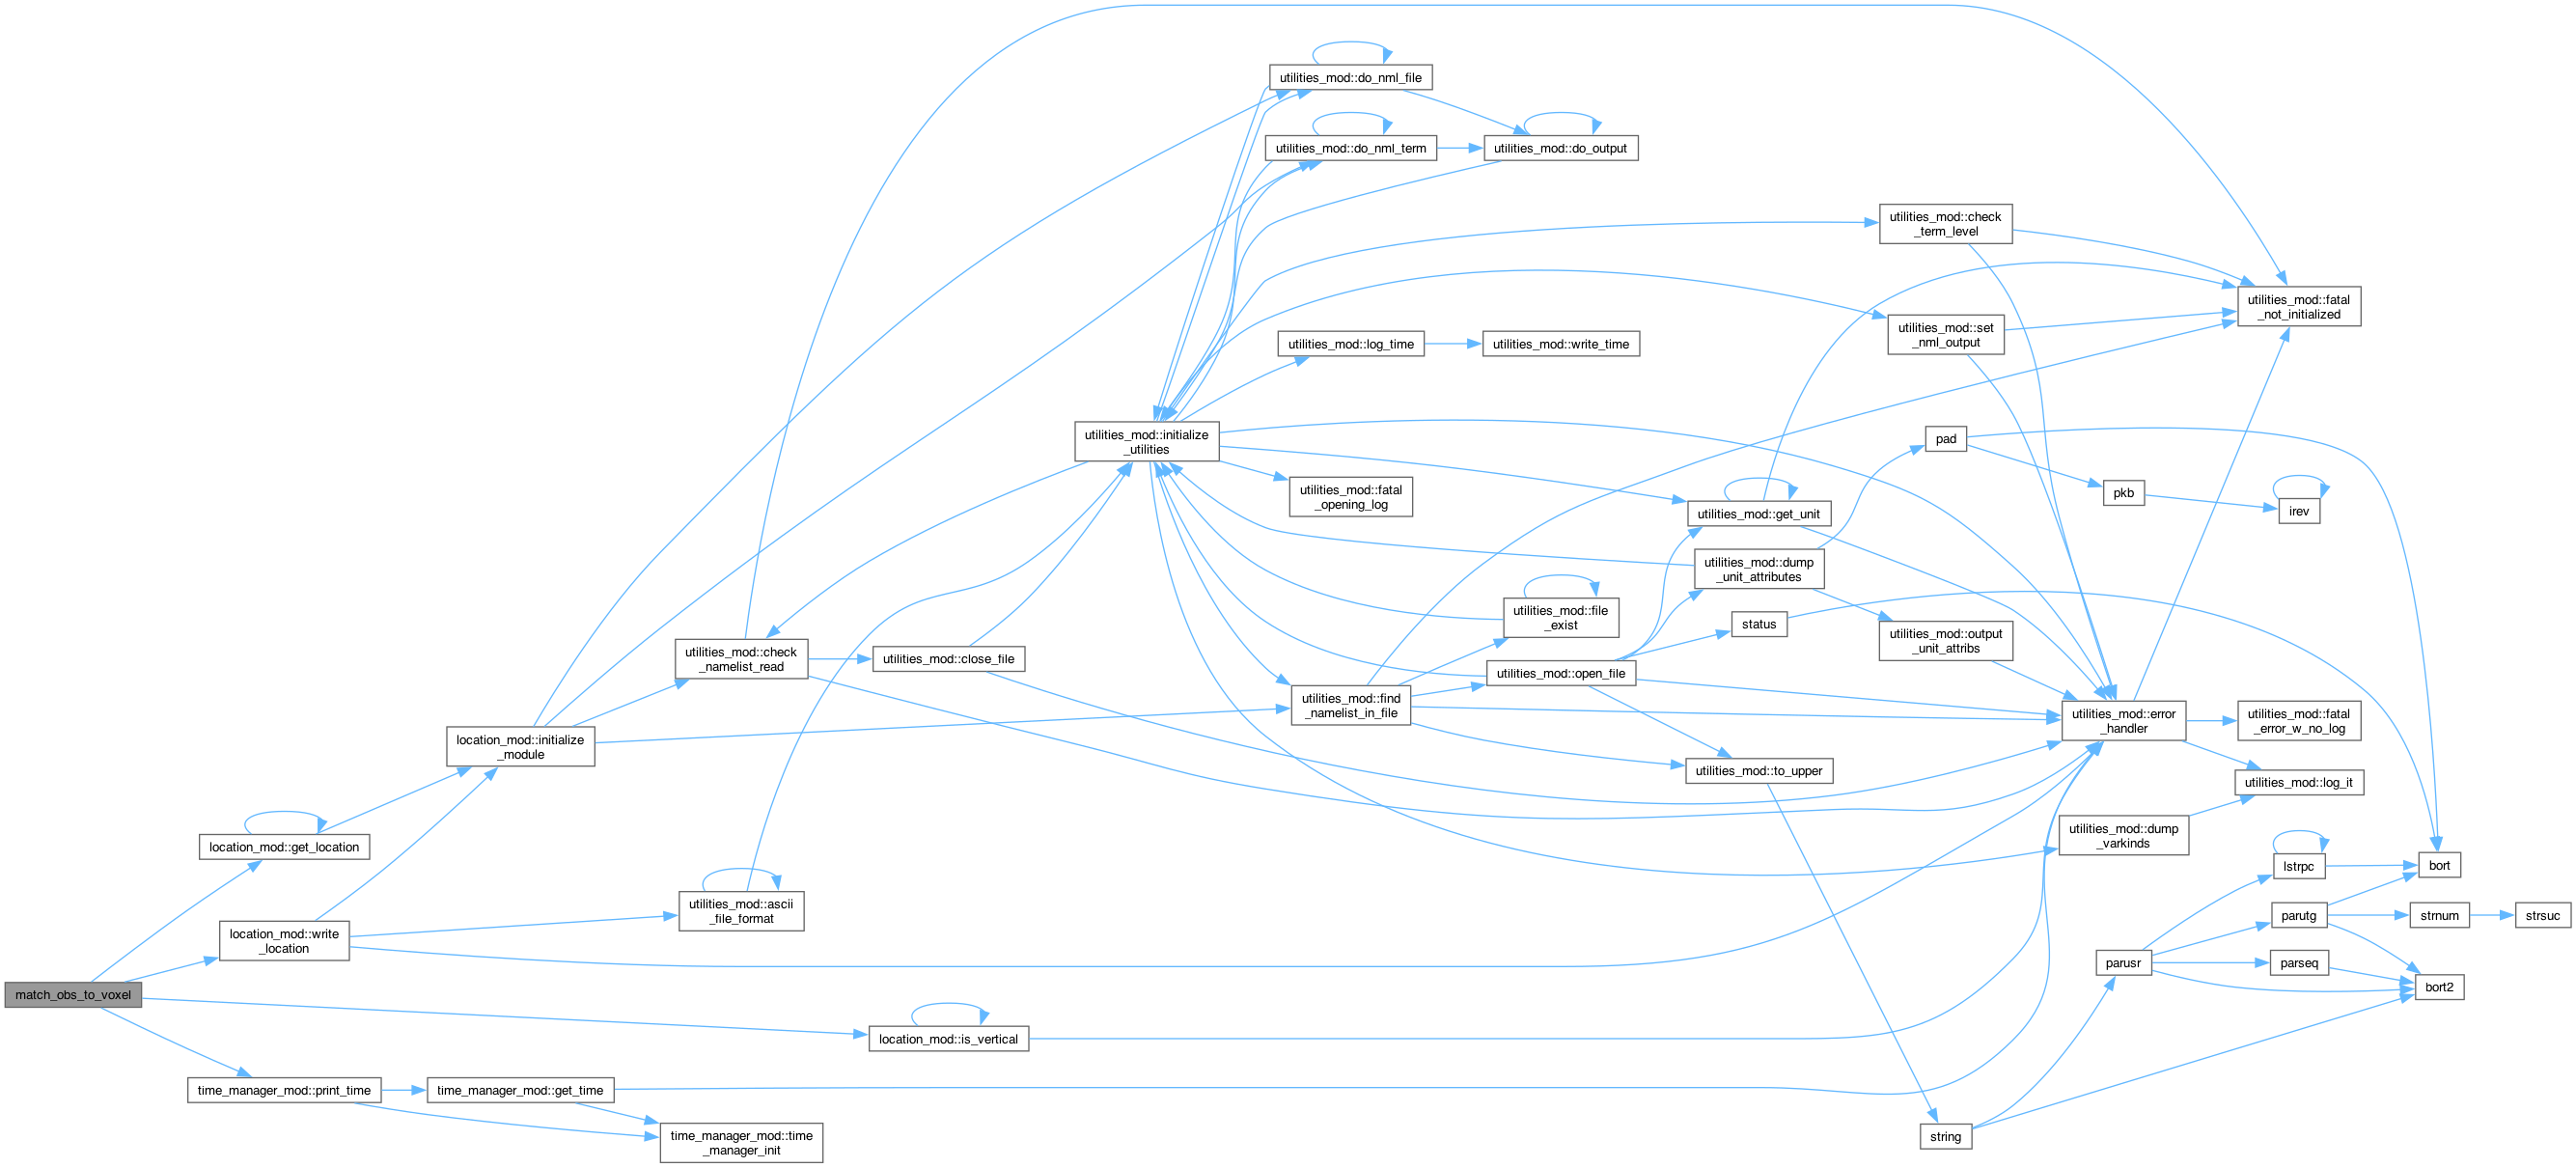 utilities_mod::do_nml_file
utilities_mod::do_nml_term
utilities_mod::do_output
utilities_mod::check
_term_level
utilities_mod::fatal
_not_initialized
utilities_mod::set
_nml_output
utilities_mod::log_time
utilities_mod::write_time
utilities_mod::initialize
_utilities
pad
utilities_mod::fatal
_opening_log
pkb
irev
utilities_mod::get_unit
utilities_mod::dump
_unit_attributes
utilities_mod::file
_exist
status
utilities_mod::output
_unit_attribs
utilities_mod::check
_namelist_read
utilities_mod::close_file
utilities_mod::open_file
utilities_mod::find
_namelist_in_file
utilities_mod::error
_handler
utilities_mod::fatal
_error_w_no_log
location_mod::initialize
_module
utilities_mod::to_upper
utilities_mod::log_it
utilities_mod::dump
_varkinds
location_mod::get_location
lstrpc
bort
utilities_mod::ascii
_file_format
parutg
strnum
strsuc
location_mod::write
_location
parusr
parseq
bort2
match_obs_to_voxel
location_mod::is_vertical
time_manager_mod::print_time
time_manager_mod::get_time
time_manager_mod::time
_manager_init
string